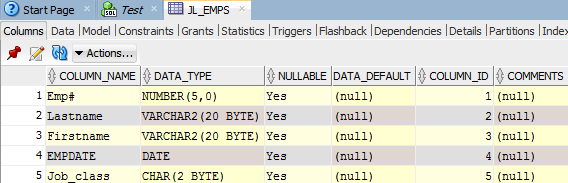 Start Page Test JL_EMPS
Columns Data Model Constraints Grants Statistics Triggers Flashback Dependencies Details Partitions Index
Actions...
COLUMN_NAME DATA_TYPE NULLABLE DATA_DEFAULT COLUMN_ID COMMENTS
1 Emp# NUMBER(5,0) Yes (null) 1 (null)
2 Lastname VARCHAR2(20 BYTE) Yes (null) 2 (null)
3 Firstname VARCHAR2(20 BYTE) Yes (null) 3 (null)
4 EMPDATE DATE Yes (null) 4 (null)
5 Job_class CHAR(2 BYTE) Yes (null) 5 (null)